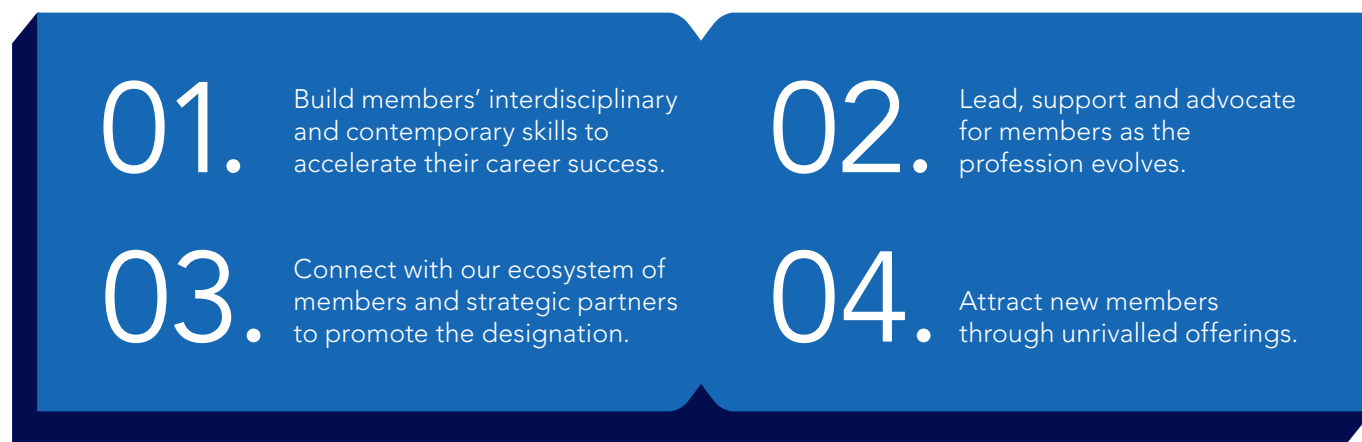 01.
Build members’ interdisciplinary
and contemporary skills to
accelerate their career success.
02.
Lead, support and advocate
for members as the
profession evolves.
03.
Connect with our ecosystem of
members and strategic partners
to promote the designation.
04.
Attract new members
through unrivalled offerings.